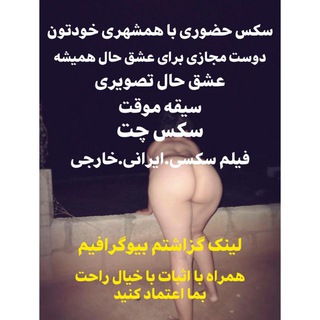 سکس حضوری با همشهری خودتون
دوست مجازی برای عشق حال همیشه
عشق حال تصویری
سیقه موقت
سکس چت
فیلم سکسی.ایرانی.خارجی
لینک گزاشتم بیوگرافیم
همراه با اثبات با خیال راحت
بما اعتماد کنید